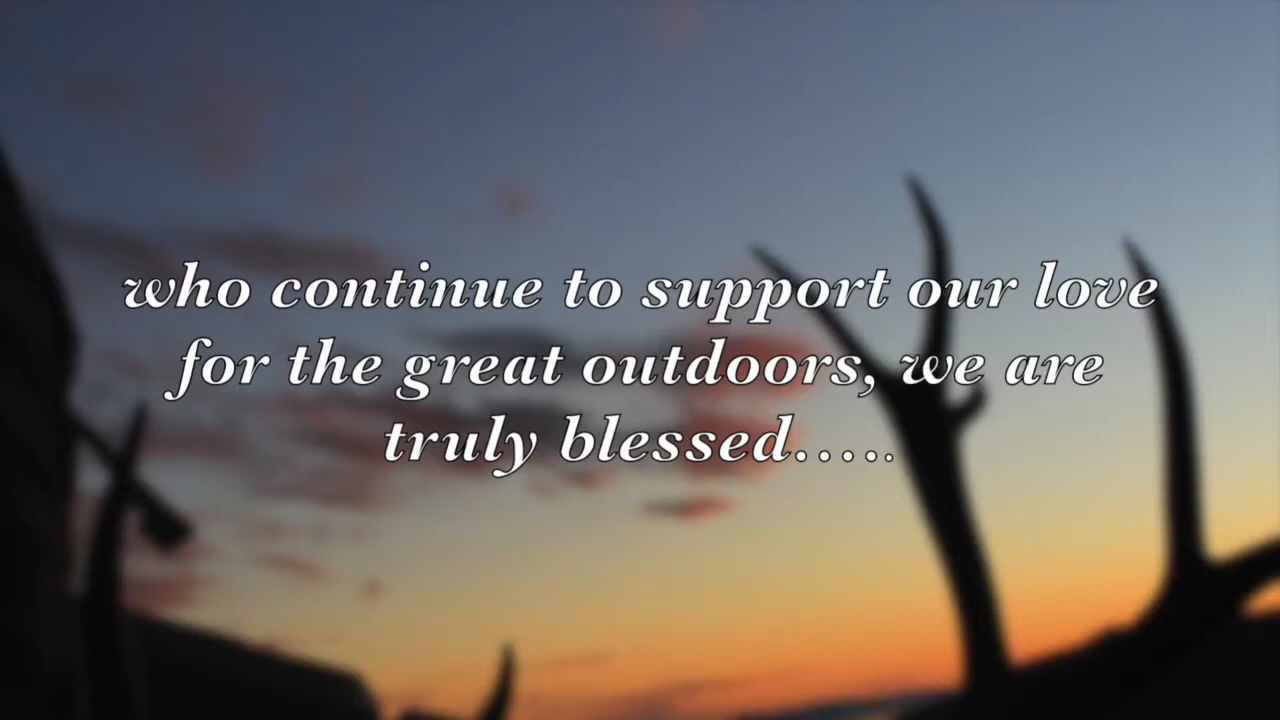 who continue to support our love
for the great outdoors, we are
truly blessed…..